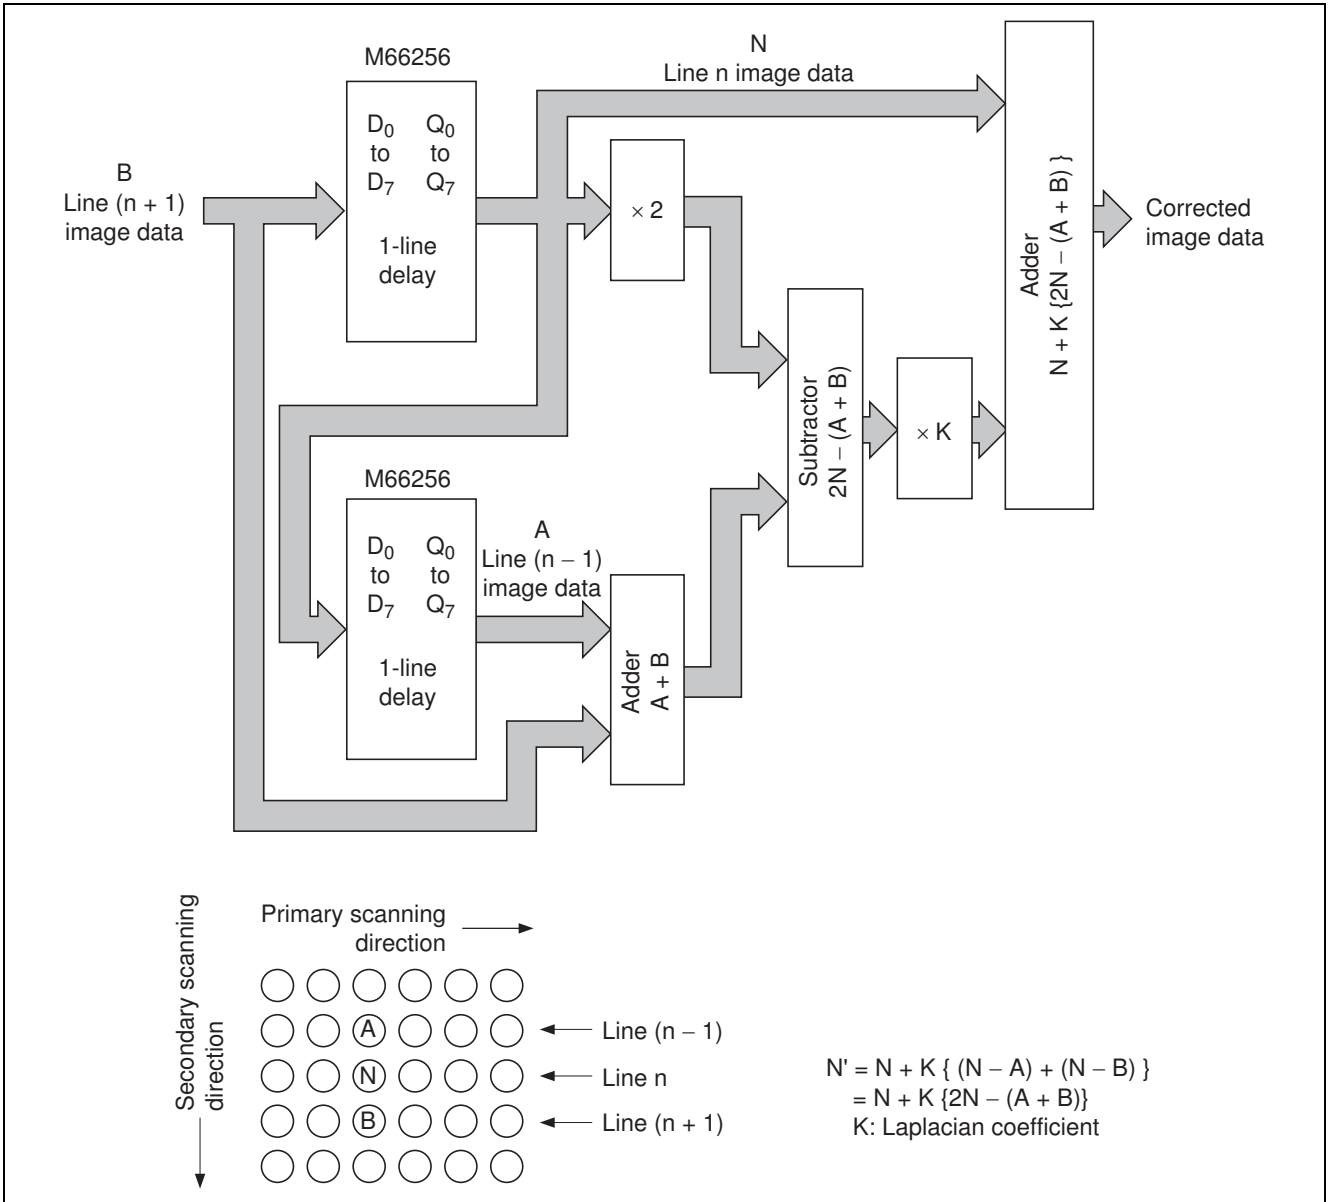 M66256
D0 Q0
to to
D7 Q7
1-line
delay
B
Line (n + 1)
image data
N
Line n image data
× 2
Subtractor
2N – (A + B)
× K
Adder
N + K {2N – (A + B) }
Corrected
image data
M66256
D0 Q0
to to
D7 Q7
1-line
delay
A
Line (n – 1)
image data
Adder
A + B
Secondary scanning
direction
Primary scanning
direction
A
Line (n – 1)
N
Line n
B
Line (n + 1)
N' = N + K { (N – A) + (N – B) }
= N + K {2N – (A + B)}
K: Laplacian coefficient